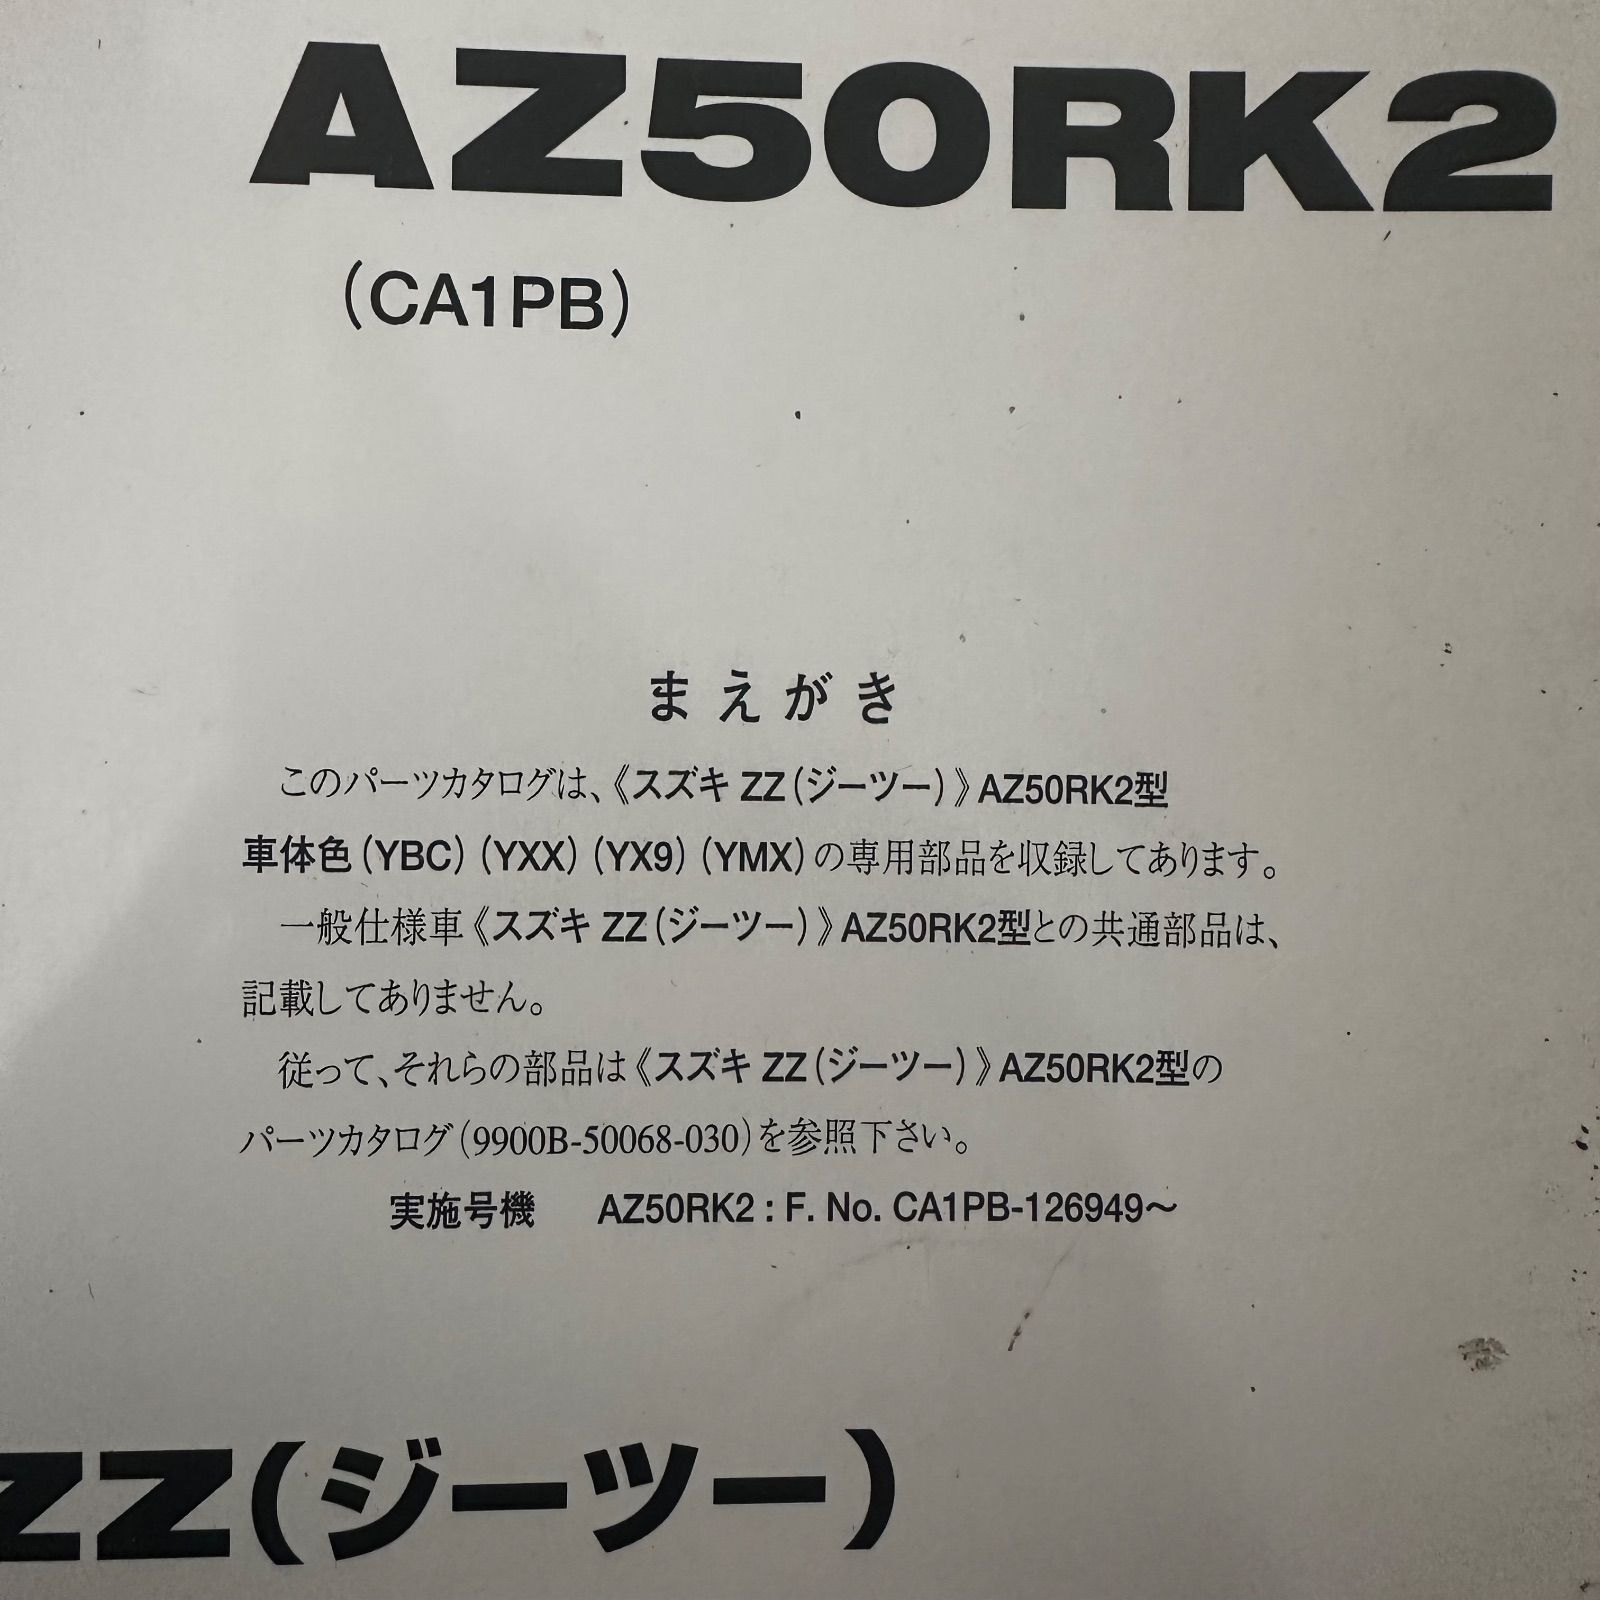 AZ50RK2
(CA1PB)
まえがき
このパーツカタログは、《スズキ ZZ(ジーツー)》AZ50RK2型
車体色(YBC)(YXX)(YX9)(YMX)の専用部品を収録してあります。
一般仕様車《スズキ ZZ(ジーツー)》AZ50RK2型との共通部品は、
記載してありません。
従って、それらの部品は《スズキ ZZ(ジーツー)》AZ50RK2型の
パーツカタログ(9900B-50068-030)を参照下さい。
実施号機 AZ50RK2 : F. No. CA1PB-126949～
ZZ(ジーツー)